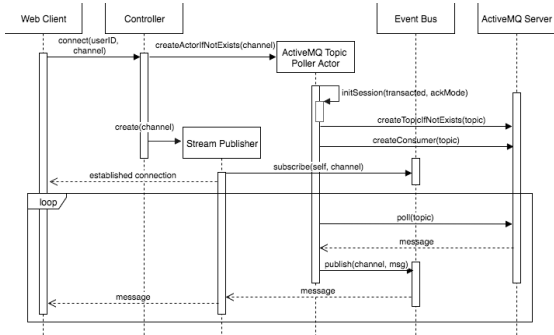 Web Client
Controller
Event Bus
ActiveMQ Server
connect(userID,
channel)
createActorIfNotExists(channel)
ActiveMQ Topic
Poller Actor
initSession(transacted, ackMode)
createTopicIfNotExists(topic)
create(channel)
createConsumer(topic)
Stream Publisher
subscribe(self, channel)
established connection
loop
poll(topic)
message
publish(channel, msg)
message
message